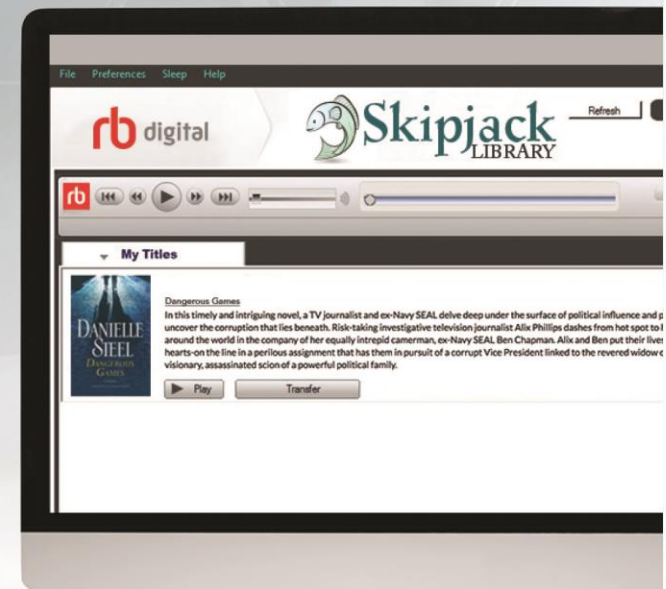 File Preferences Sleep Help
rb digital
Skipjack
LIBRARY
Refresh
rb
My Titles
DANIELLE
STEEL
DANGEROUS
GAMES
Dangerous Games
In this timely and intriguing novel, a TV journalist and ex-Navy SEAL delve deep under the surface of political influence and p
uncover the corruption that lies beneath. Risk-taking investigative television journalist Alix Phillips dashes from hot spot to
around the world in the company of her equally intrepid camerman, ex-Navy SEAL Ben Chapman. Alix and Ben put their lives
hearts-on the line in a perilous assignment that has them in pursuit of a corrupt Vice President linked to the revered widow
visionary, assassinated scion of a powerful political family.
Play
Transfer